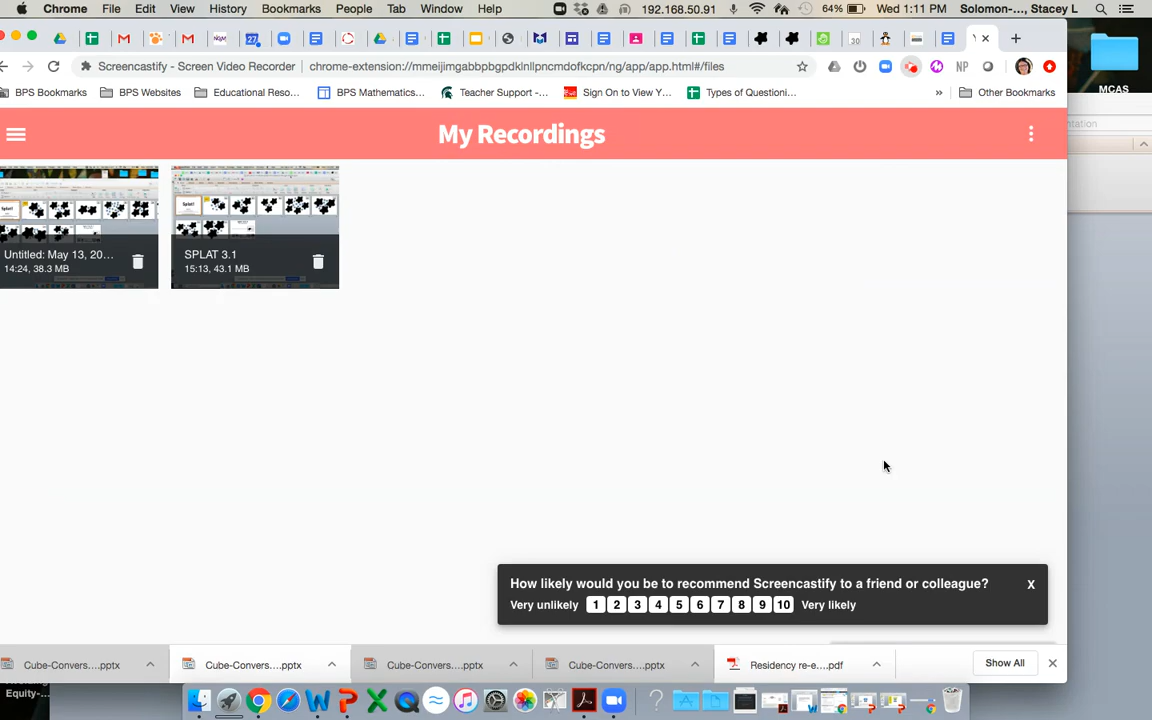 Chrome File Edit View History Bookmarks People Tab Window Help 192.168.50.91 64% Wed 1:11 PM Solomon-..., Stacey L
27 30
MCAS
Screencastify - Screen Video Recorder chrome-extension://mmeijimgabbpbgpdklnllpncmdofkcpn/ng/app/app.html#/files NP
BPS Bookmarks BPS Websites Educational Reso... BPS Mathematics... Teacher Support -... Sign On to View Y... Types of Questioni... » Other Bookmarks
My Recordings
Untitled: May 13, 20...
14:24, 38.3 MB
SPLAT 3.1
15:13, 43.1 MB
How likely would you be to recommend Screencastify to a friend or colleague? X
Very unlikely 1 2 3 4 5 6 7 8 9 10 Very likely
Cube-Convers....pptx Cube-Convers....pptx Cube-Convers....pptx Cube-Convers....pptx Residency re-e....pdf Show All
Equity-...